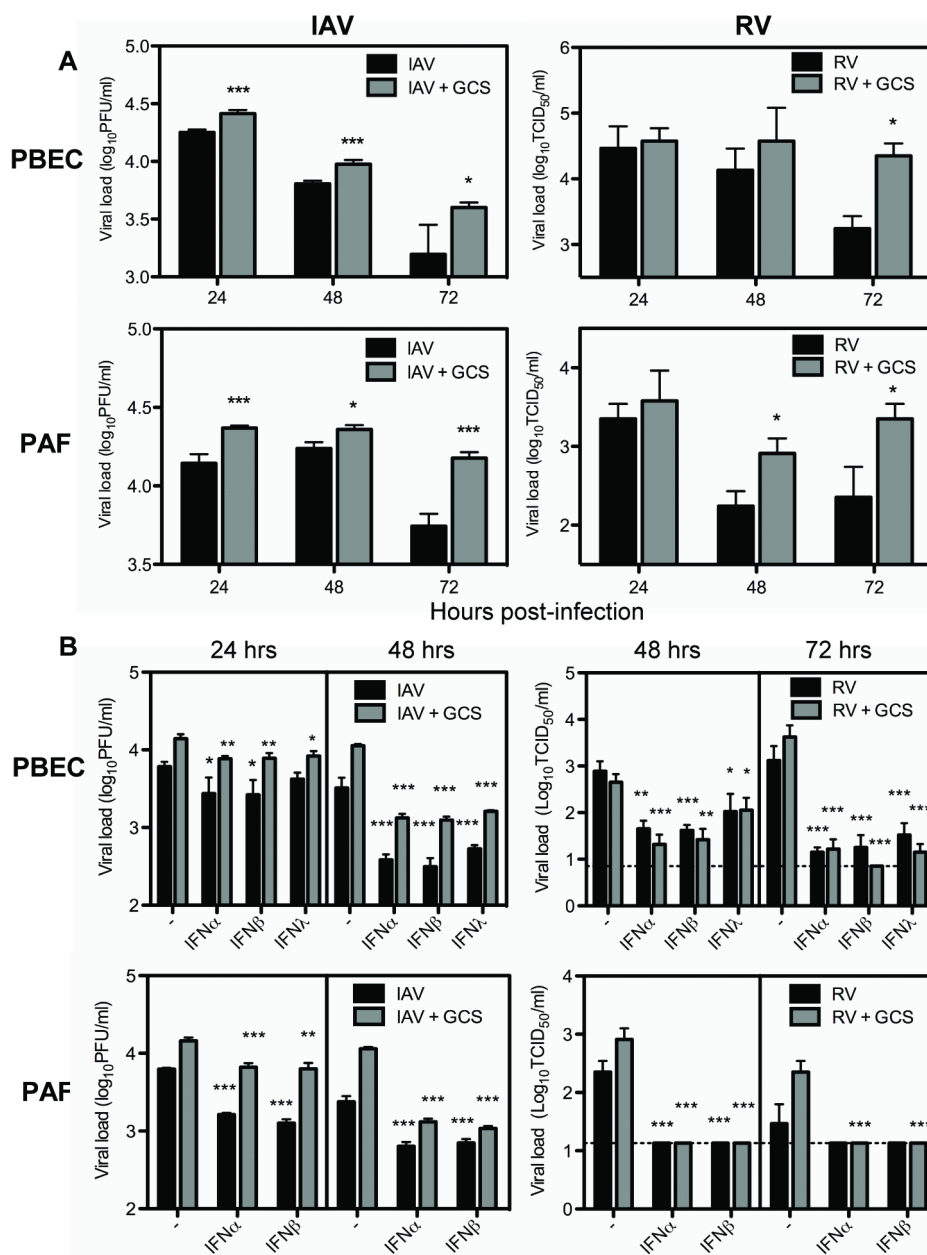 IAV RV
A
PBEC
Viral load (log10PFU/ml)
5.0
4.5
4.0
3.5
3.0
IAV
IAV + GCS
*** *** *
24 48 72
Viral load (log10TCID50/ml)
6
5
4
3
RV
RV + GCS
*
24 48 72
PAF
Viral load (log10PFU/ml)
5.0
4.5
4.0
3.5
IAV
IAV + GCS
*** * ***
24 48 72
Viral load (log10TCID50/ml)
4
3
2
RV
RV + GCS
* *
24 48 72
Hours post-infection
B
24 hrs 48 hrs 48 hrs 72 hrs
PBEC
Viral load (log10PFU/ml)
5
4
3
2
IAV
IAV + GCS
* ** * ** *
*** *** *** *** *** ***
- IFNα IFNβ IFNλ - IFNα IFNβ IFNλ
Viral load (Log10TCID50/ml)
5
4
3
2
1
0
RV
RV + GCS
** *** *** ** * *
*** *** *** *** *** ***
- IFNα IFNβ IFNλ - IFNα IFNβ IFNλ
PAF
Viral load (log10PFU/ml)
5
4
3
2
IAV
IAV + GCS
*** *** *** **
*** *** *** ***
- IFNα IFNβ - IFNα IFNβ
Viral load (Log10TCID50/ml)
4
3
2
1
0
RV
RV + GCS
*** *** *** ***
*** ***
- IFNα IFNβ - IFNα IFNβ